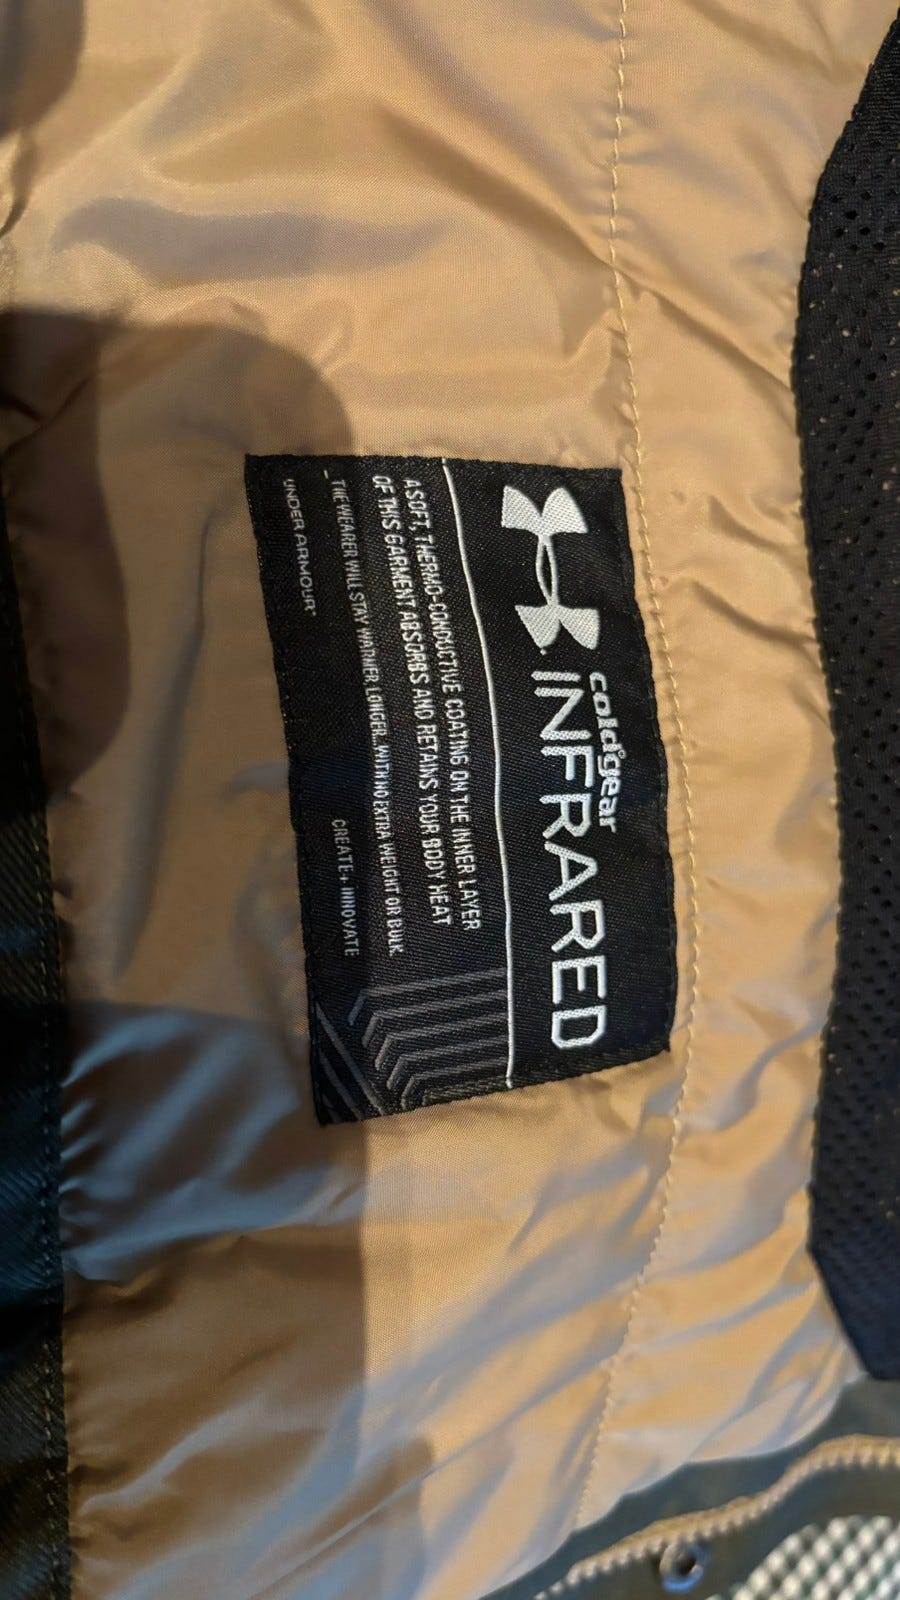 coldgear
INFRARED
A SOFT, THERMO-CONDUCTIVE COATING ON THE INNER LAYER
OF THIS GARMENT ABSORBS AND RETAINS YOUR BODY HEAT
- THE WEARER WILL STAY WARMER LONGER... WITH NO EXTRA WEIGHT OR BULK.
UNDER ARMOUR
CREATE + INNOVATE